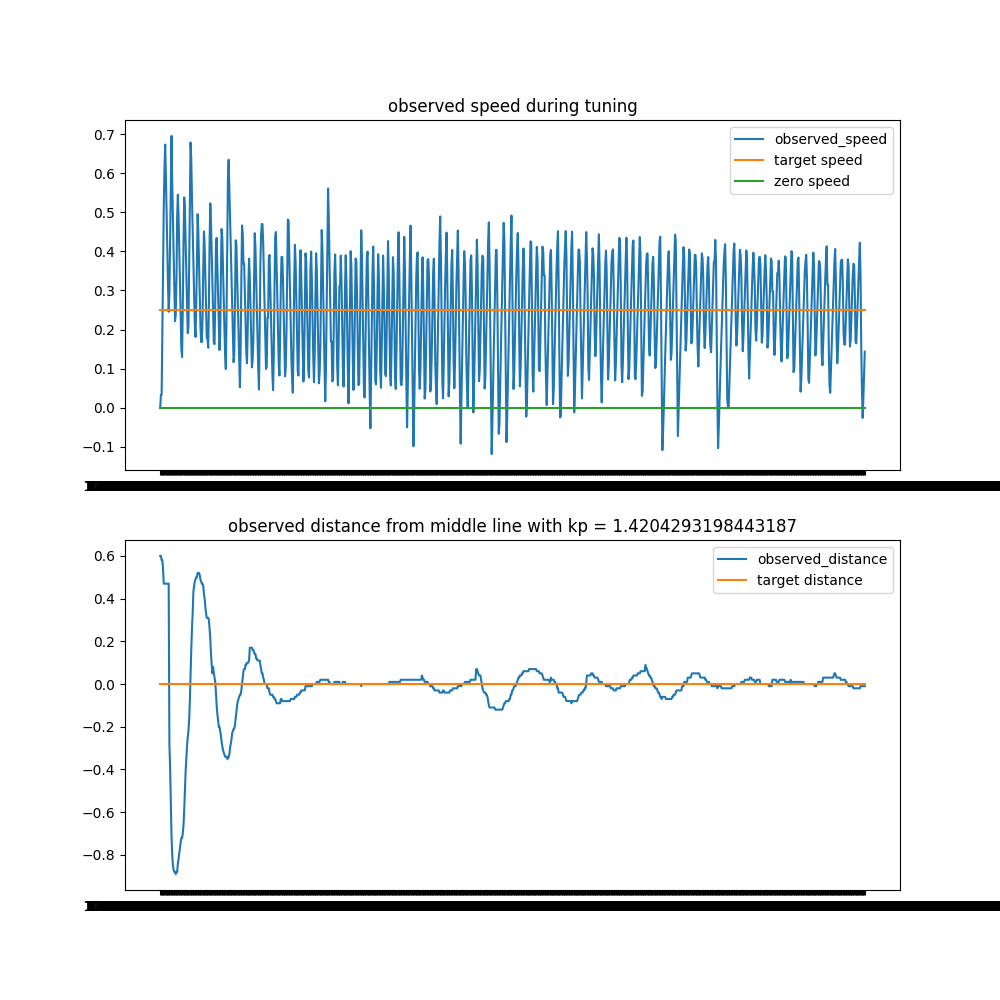 observed speed during tuning
0.7
0.6
0.5
0.4
0.3
0.2
0.1
0.0
−0.1
observed_speed
target speed
zero speed
observed distance from middle line with kp = 1.4204293198443187
0.6
0.4
0.2
0.0
−0.2
−0.4
−0.6
−0.8
observed_distance
target distance